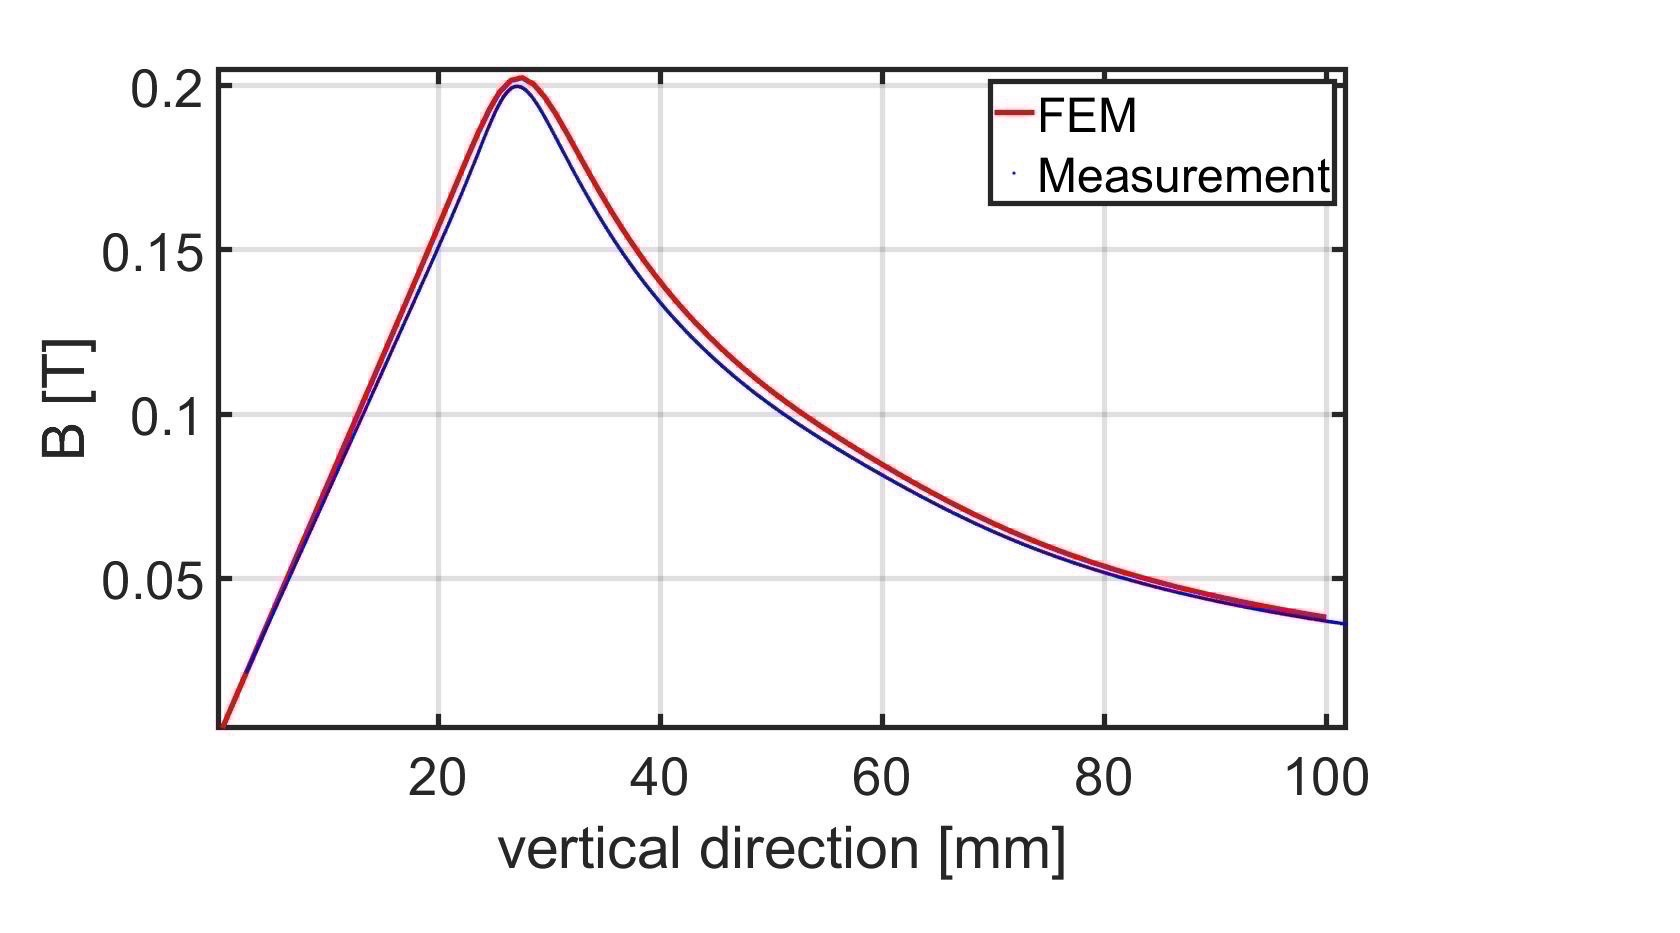 0.2
0.15
0.1
0.05
B [T]
FEM
Measurement
20 40 60 80 100
vertical direction [mm]